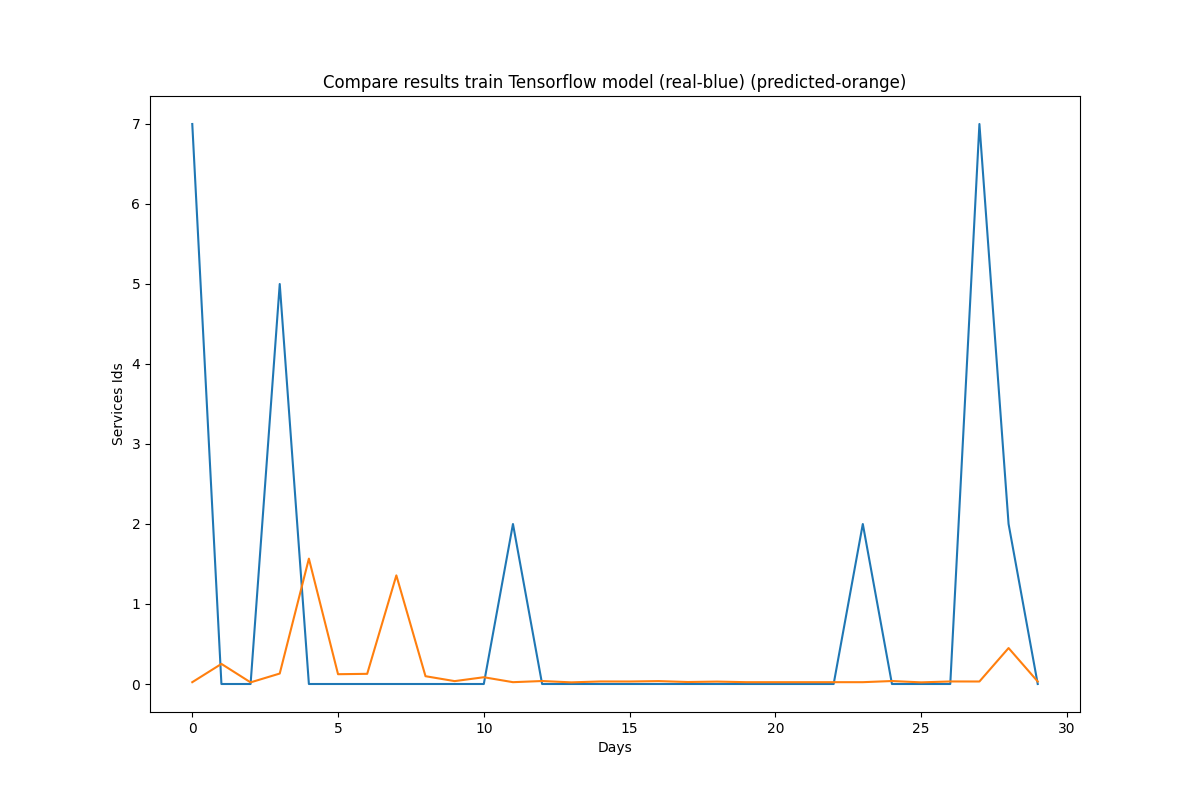 Compare results train Tensorflow model (real-blue) (predicted-orange)
7
6
5
4
3
2
1
0
Services Ids
0 5 10 15 20 25 30
Days